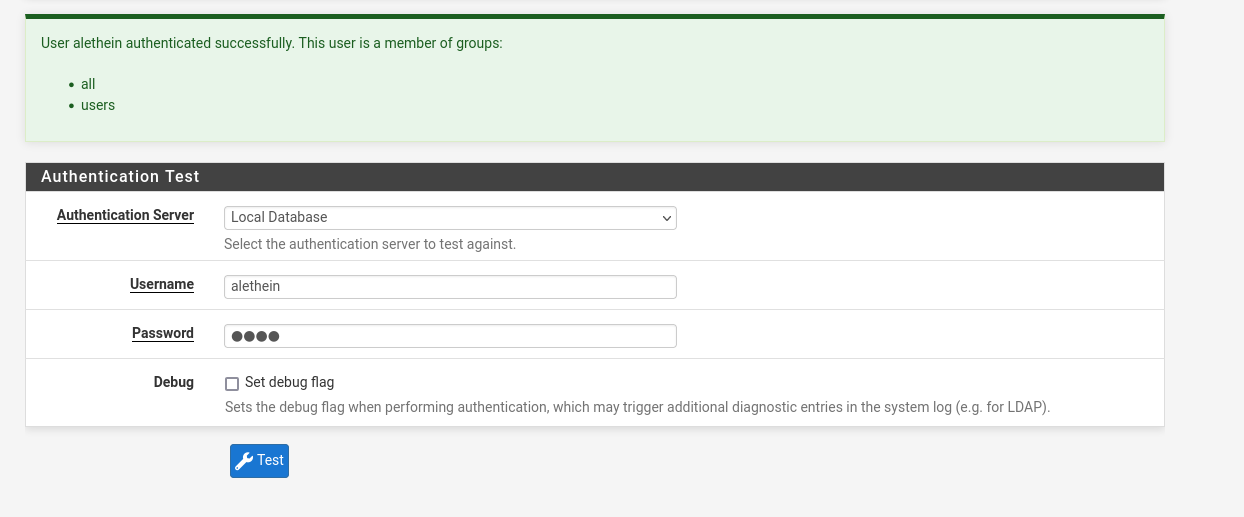 User alethein authenticated successfully. This user is a member of groups:
all
users
Authentication Test
Authentication Server
Local Database
Select the authentication server to test against.
Username
alethein
Password
Debug
Set debug flag
Sets the debug flag when performing authentication, which may trigger additional diagnostic entries in the system log (e.g. for LDAP).
Test